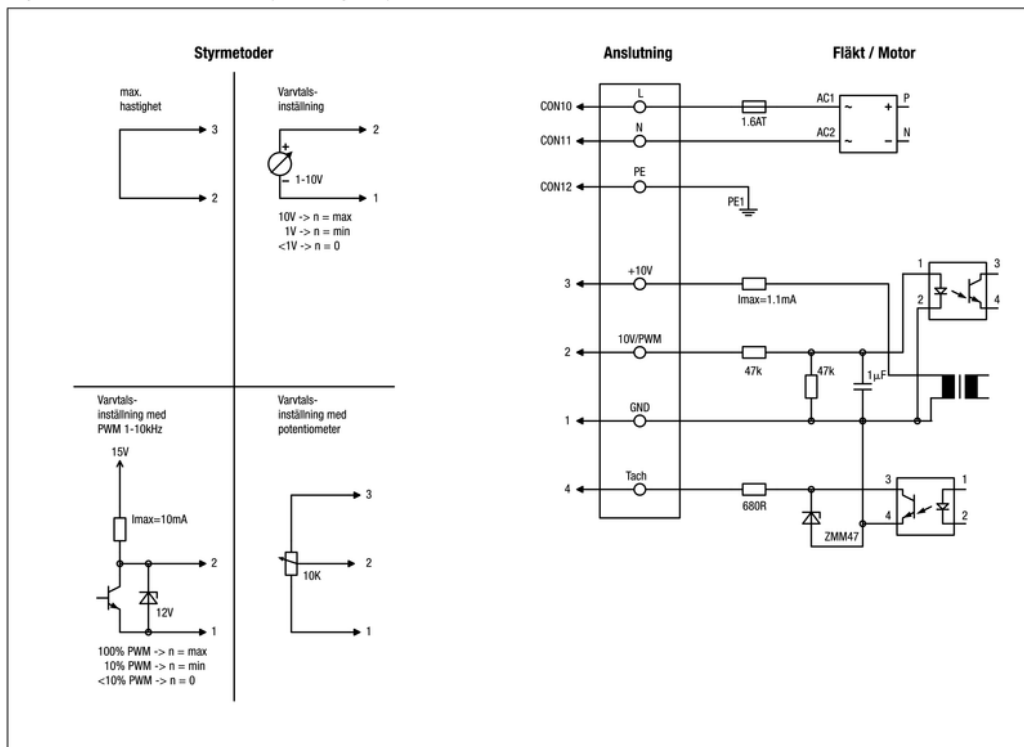 Styrmetoder
max.
hastighet
3
2
Varvtals-
inställning
2
+
–
1-10V
1
10V -> n = max
1V -> n = min
<1V -> n = 0
Varvtals-
inställning med
PWM 1-10kHz
15V
Imax=10mA
2
12V
1
100% PWM -> n = max
10% PWM -> n = min
<10% PWM -> n = 0
Varvtals-
inställning med
potentiometer
3
2
10K
1
Anslutning
Fläkt / Motor
CON10
L
1.6AT
AC1
~
+
P
CON11
N
AC2
~
–
N
CON12
PE
PE1
3
+10V
Imax=1.1mA
1
2
3
4
2
10V/PWM
47k
47k
1µF
1
GND
4
Tach
680R
ZMM47
3
4
1
2